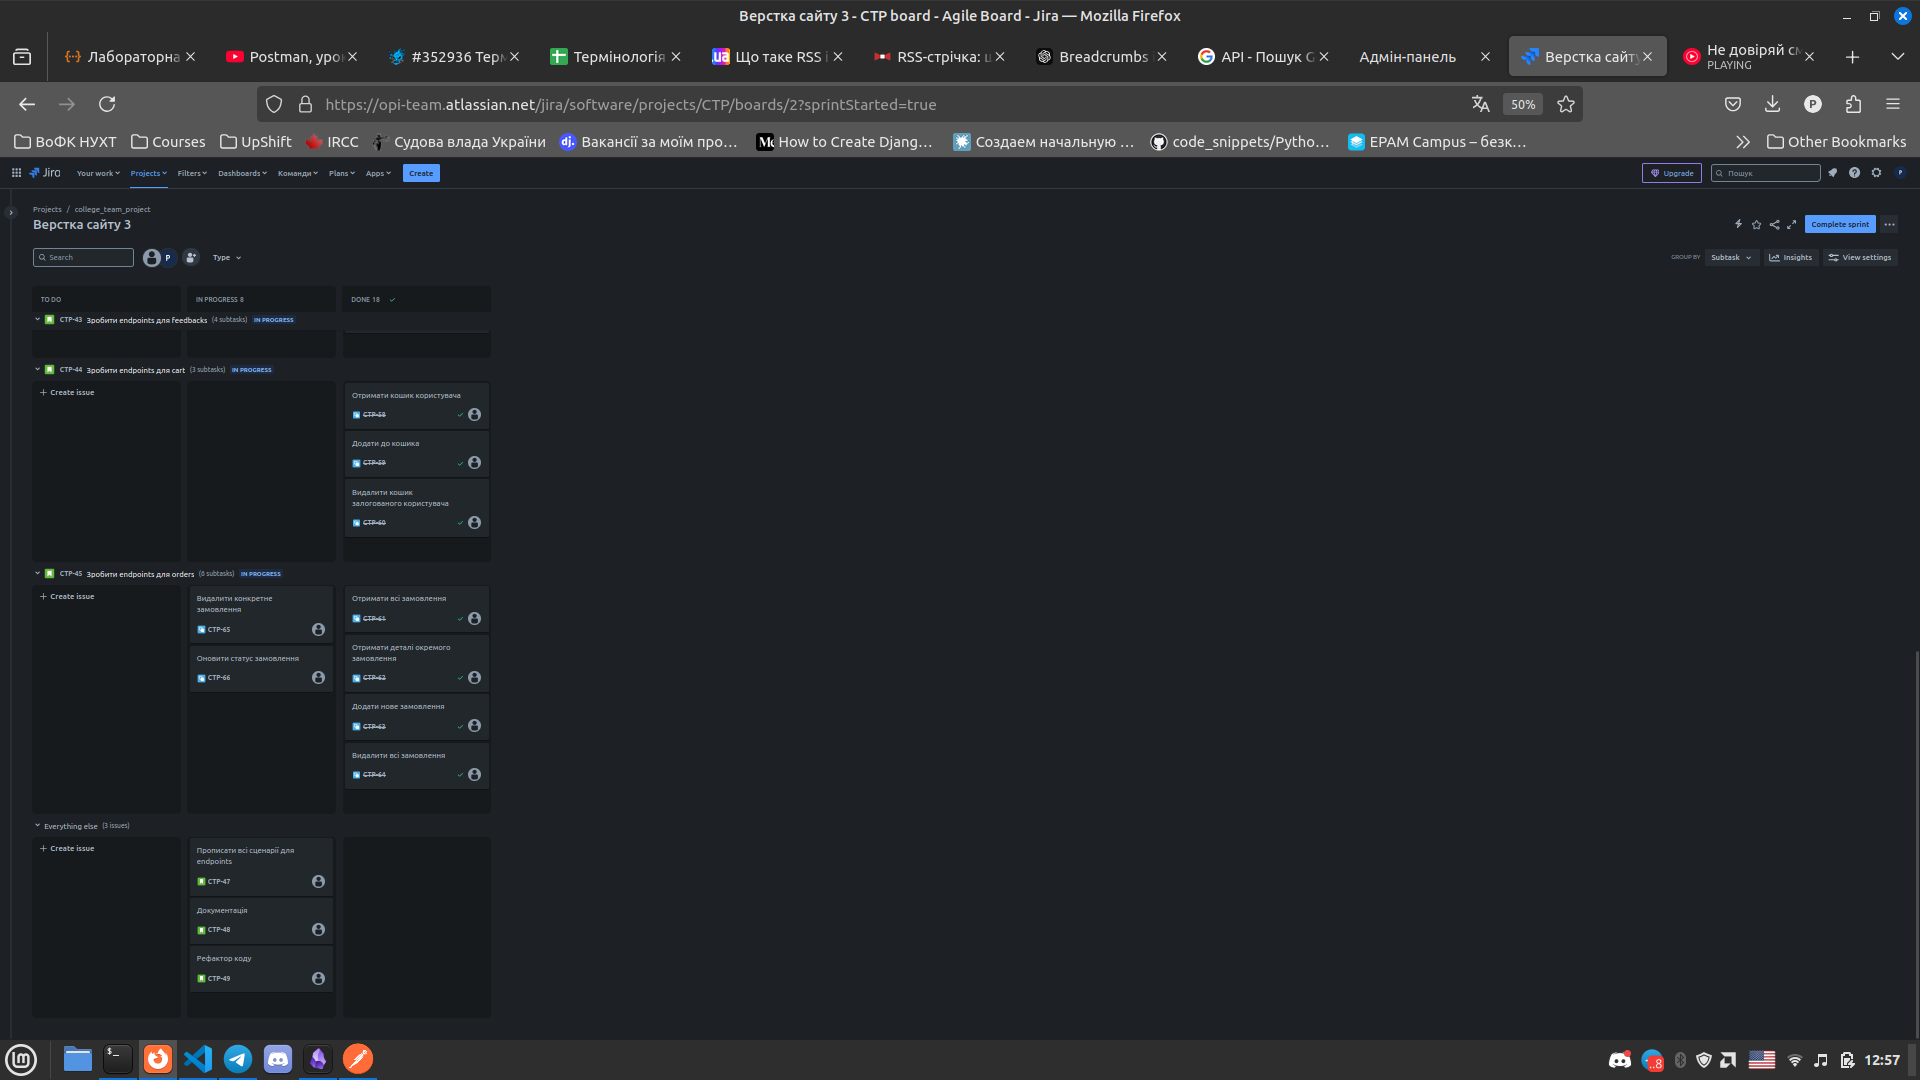 Верстка сайту 3 - CTP board - Agile Board - Jira — Mozilla Firefox
Лабораторна
Postman, уро
#352936 Терм
Термінологія
Що таке RSS і
RSS-стрічка: ц
Breadcrumbs
API - Пошук G
Адмін-панель
Верстка сайту
Не довіряй см
PLAYING
https://opi-team.atlassian.net/jira/software/projects/CTP/boards/2?sprintStarted=true
50%
ВоФК НУХТ
Courses
UpShift
IRCC
Судова влада України
Вакансії за моїм про…
How to Create Djang…
Создаем начальную …
code_snippets/Pytho…
EPAM Campus – безк…
Other Bookmarks
Jira
Your work
Projects
Filters
Dashboards
Команди
Plans
Apps
Create
Upgrade
Пошук
P
Projects / college_team_project
Верстка сайту 3
Complete sprint
Search
P
Type
GROUP BY
Subtask
Insights
View settings
TO DO
IN PROGRESS 8
DONE 18
CTP-43 Зробити endpoints для feedbacks (4 subtasks) IN PROGRESS
CTP-44 Зробити endpoints для cart (3 subtasks) IN PROGRESS
+ Create issue
Отримати кошик користувача
CTP-58
Додати до кошика
CTP-59
Видалити кошик
залогованого користувача
CTP-60
CTP-45 Зробити endpoints для orders (6 subtasks) IN PROGRESS
+ Create issue
Видалити конкретне
замовлення
CTP-65
Оновити статус замовлення
CTP-66
Отримати всі замовлення
CTP-61
Отримати деталі окремого
замовлення
CTP-62
Додати нове замовлення
CTP-63
Видалити всі замовлення
CTP-64
Everything else (3 issues)
+ Create issue
Прописати всі сценарії для
endpoints
CTP-47
Документація
CTP-48
Рефактор коду
CTP-49
12:57